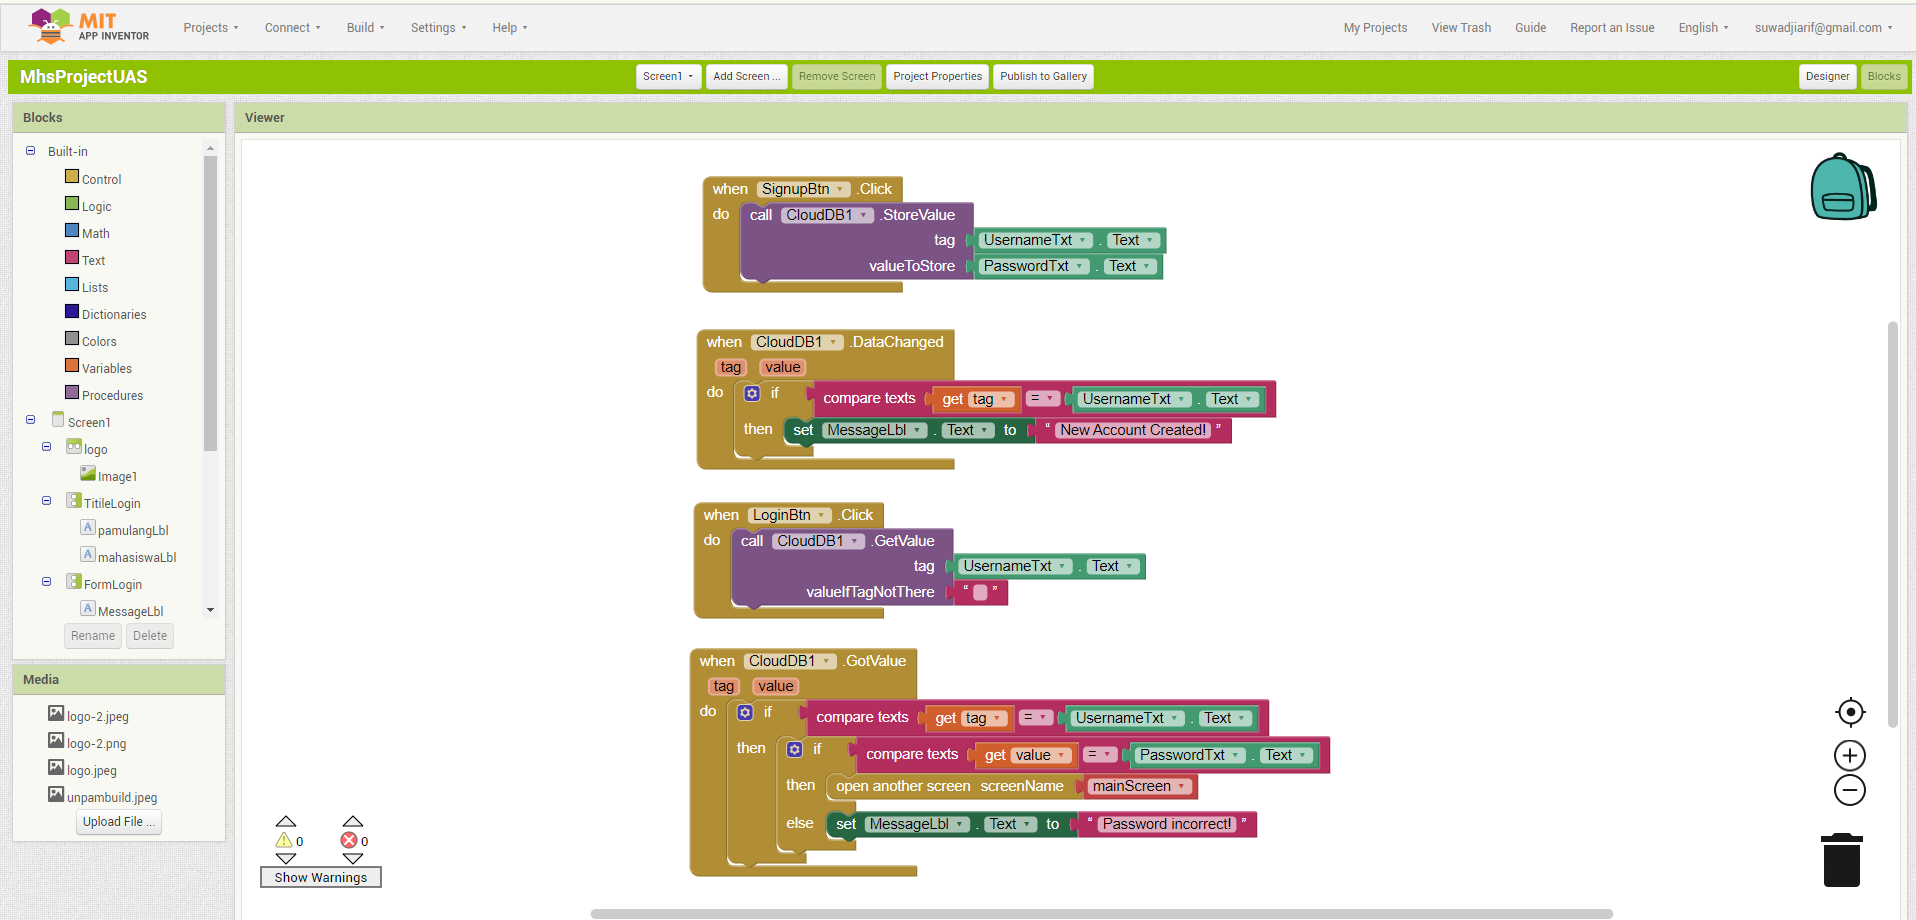 MIT
APP INVENTOR
Projects Connect Build Settings Help My Projects View Trash Guide Report an Issue English suwadjiarif@gmail.com
MhsProjectUAS Screen1 Add Screen ... Remove Screen Project Properties Publish to Gallery Designer Blocks
Blocks
Built-in
Control
Logic
Math
Text
Lists
Dictionaries
Colors
Variables
Procedures
Screen1
logo
Image1
TitileLogin
A pamulangLbl
A mahasiswaLbl
FormLogin
A MessageLbl
Rename Delete
Media
logo-2.jpeg
logo-2.png
logo.jpeg
unpambuild.jpeg
Upload File ...
Viewer
when SignupBtn .Click
do call CloudDB1 .StoreValue
tag UsernameTxt . Text
valueToStore PasswordTxt . Text
when CloudDB1 .DataChanged
tag value
do if compare texts get tag = UsernameTxt . Text
then set MessageLbl . Text to “ New Account Created! ”
when LoginBtn .Click
do call CloudDB1 .GetValue
tag UsernameTxt . Text
valueIfTagNotThere “ ”
when CloudDB1 .GotValue
tag value
do if compare texts get tag = UsernameTxt . Text
then if compare texts get value = PasswordTxt . Text
then open another screen screenName mainScreen
else set MessageLbl . Text to “ Password incorrect! ”
0 0
Show Warnings